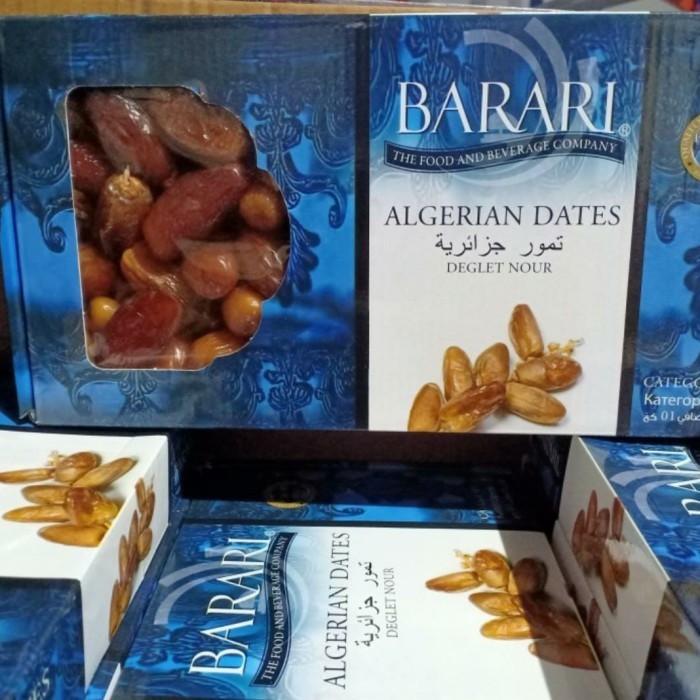 BARARI®
THE FOOD AND BEVERAGE COMPANY
ALGERIAN DATES
تمور جزائرية
DEGLET NOUR
BARARI
THE FOOD AND BEVERAGE COMPANY
ALGERIAN DATES
تمور جزائرية
DEGLET NOUR